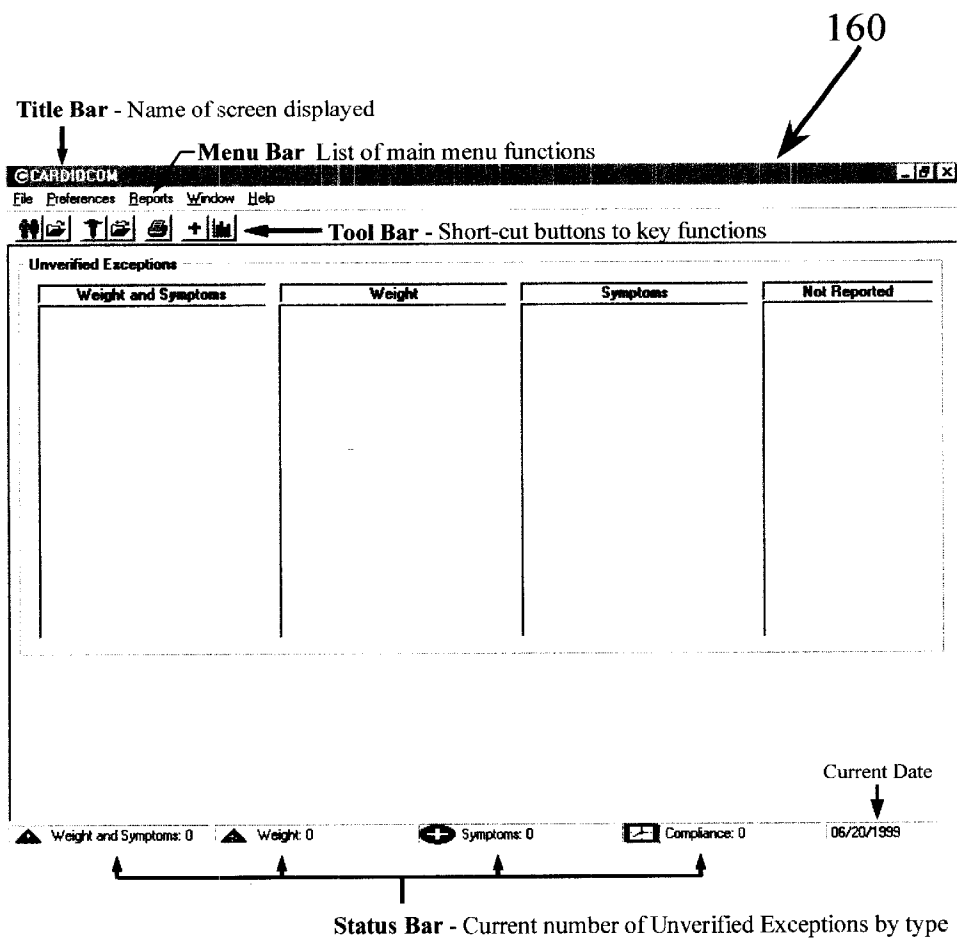 160
Title Bar - Name of screen displayed
Menu Bar List of main menu functions
CARDIOCOM
File Preferences Reports Window Help
Tool Bar - Short-cut buttons to key functions
Unverified Exceptions
Weight and Symptoms Weight Symptoms Not Reported
Current Date
Weight and Symptoms: 0 Weight: 0 Symptoms: 0 Compliance: 0 06/20/1999
Status Bar - Current number of Unverified Exceptions by type